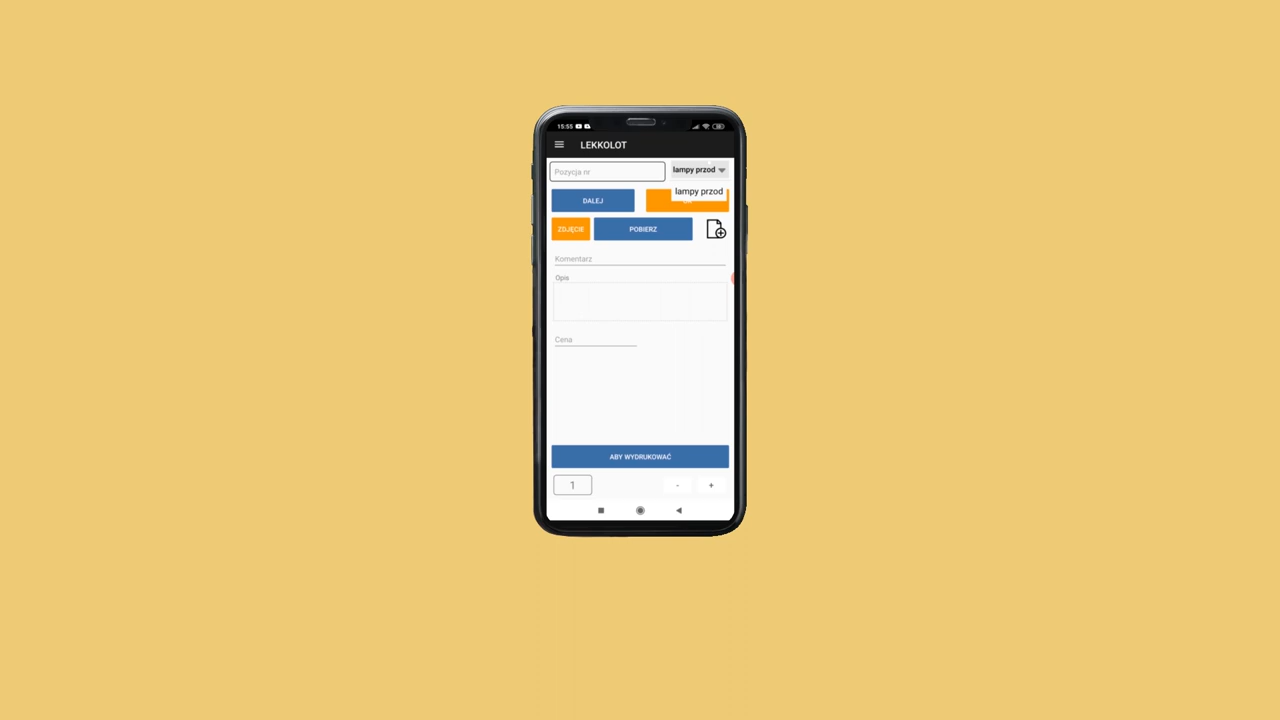 15:55
LEKKOLOT
Pozycja nr
lampy przod
lampy przod
DALEJ
ZDJĘCIE
POBIERZ
Komentarz
Opis
Cena
ABY WYDRUKOWAĆ
1
-
+